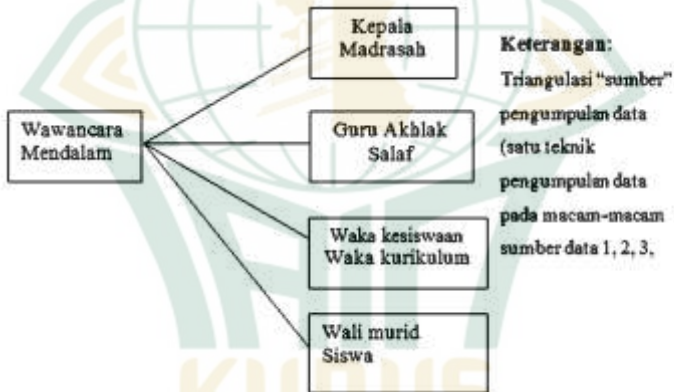 Kepala
Madrasah
Wawancara
Mendalam
Guru Akhlak
Salaf
Waka kesiswaan
Waka kurikulum
Wali murid
Siswa
Keterangan:
Triangulasi “sumber”
pengumpulan data
(satu teknik
pengumpulan data
pada macam-macam
sumber data 1, 2, 3,
KUDUS